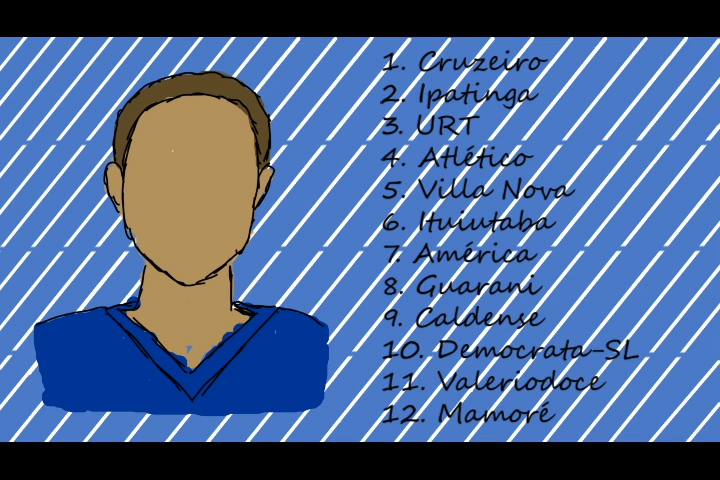 1. Cruzeiro
2. Ipatinga
3. URT
4. Atlético
5. Villa Nova
6. Ituiutaba
7. América
8. Guarani
9. Caldense
10. Democrata-SL
11. Valeriodoce
12. Mamoré